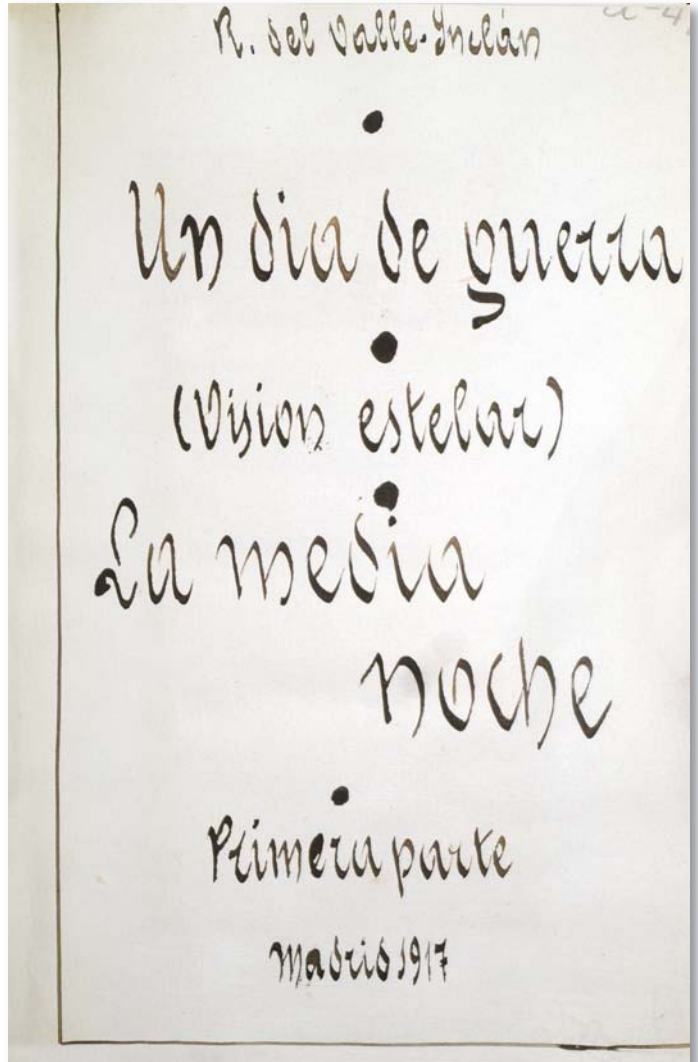 R. del Valle-Inclán
Un dia de guerra
(Vision estelar)
La media
noche
Primera parte
Madrid 1917